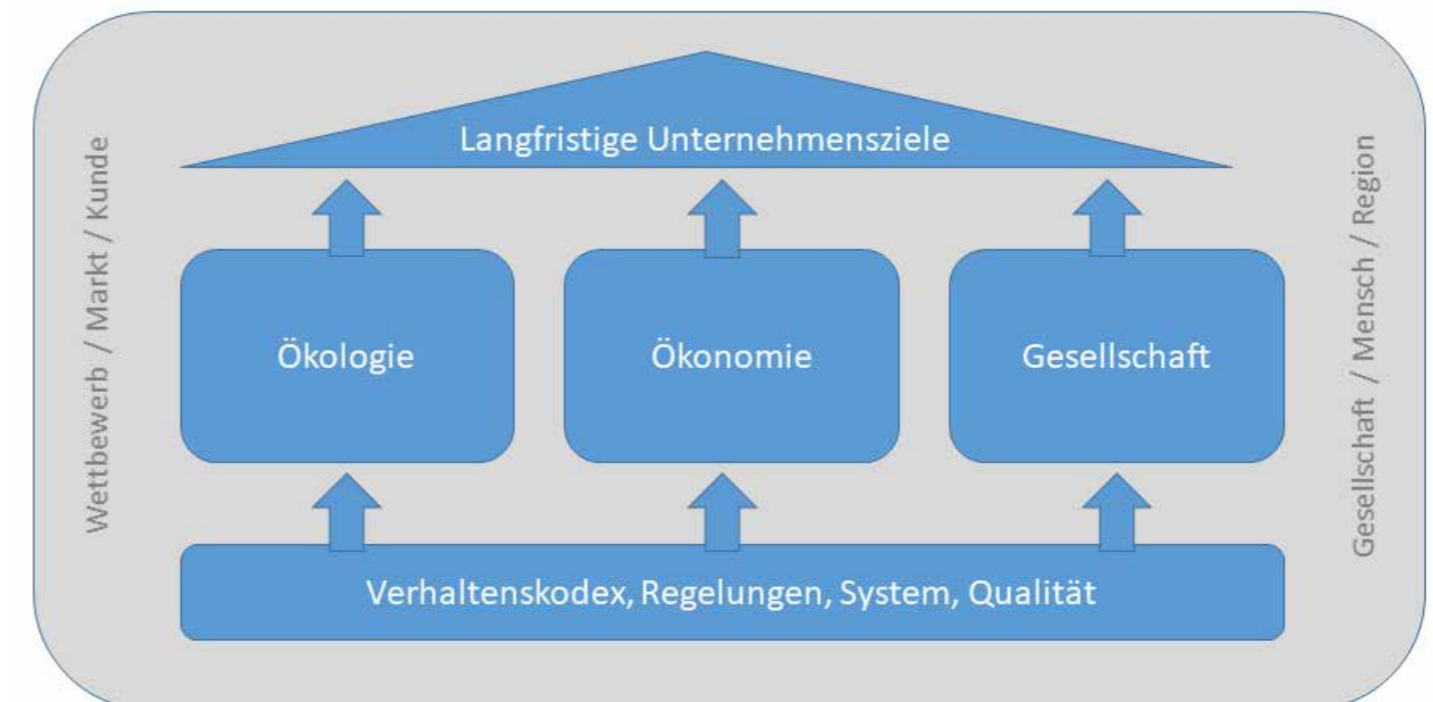 Langfristige Unternehmensziele
Wettbewerb / Markt / Kunde
Ökologie
Ökonomie
Gesellschaft
Gesellschaft / Mensch / Region
Verhaltenskodex, Regelungen, System, Qualität